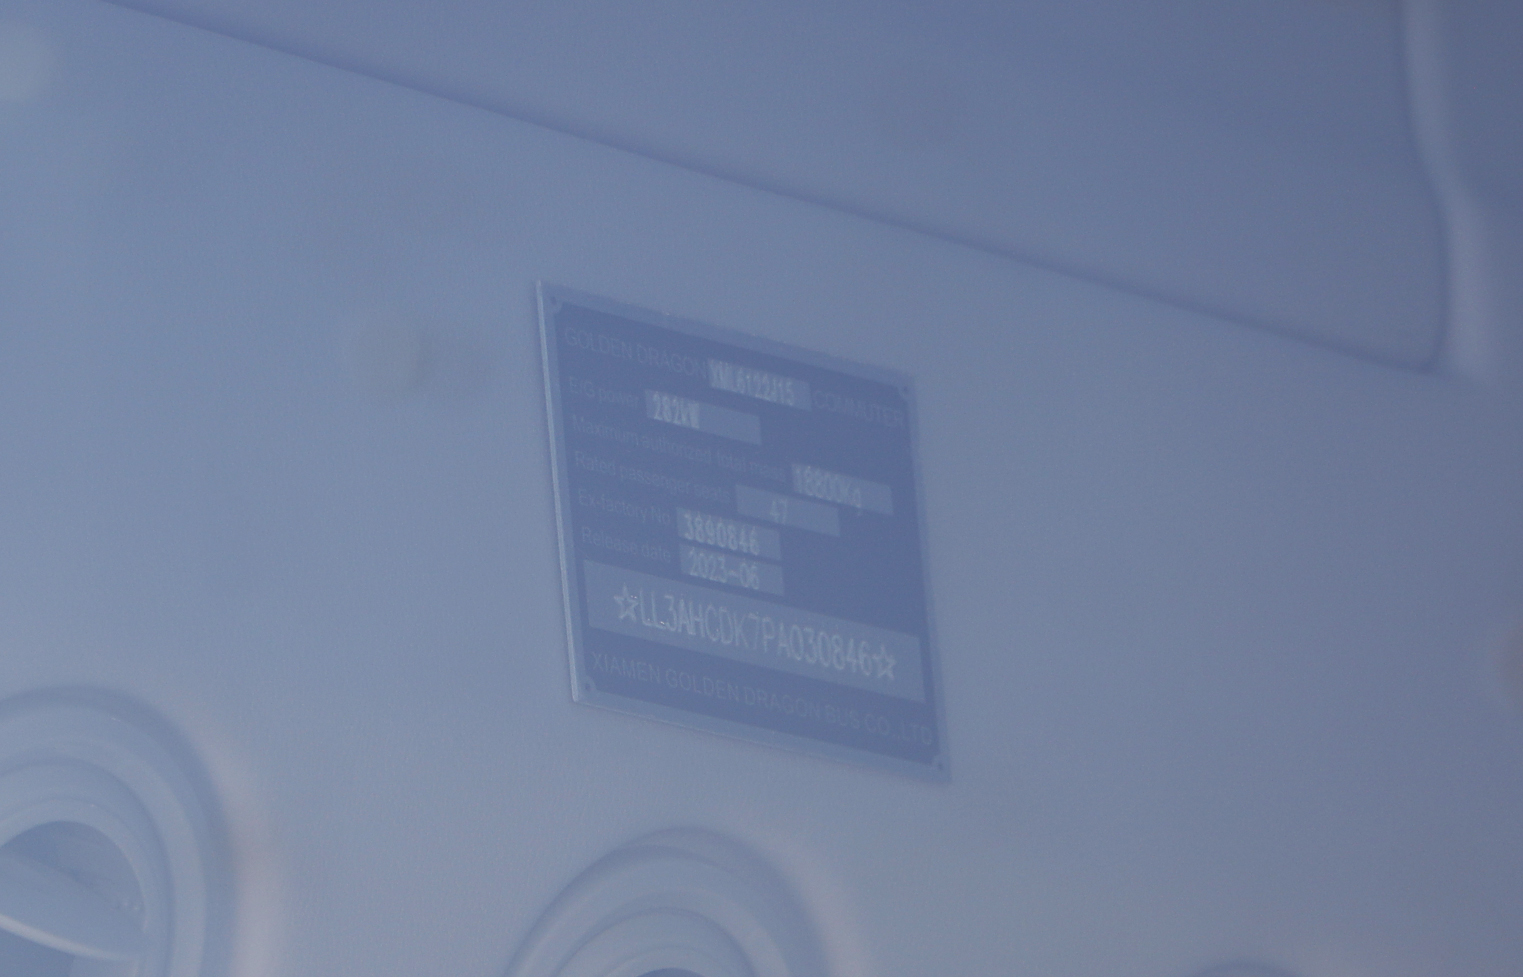 GOLDEN DRAGON XML6122J15 COMMUTER
E/G power 282kW
Maximum authorized total mass 18800Kg
Rated passenger seats 47
Ex-factory No. 3890846
Release date 2023-06
☆LL3AHCDK7PA030846☆
XIAMEN GOLDEN DRAGON BUS CO.,LTD